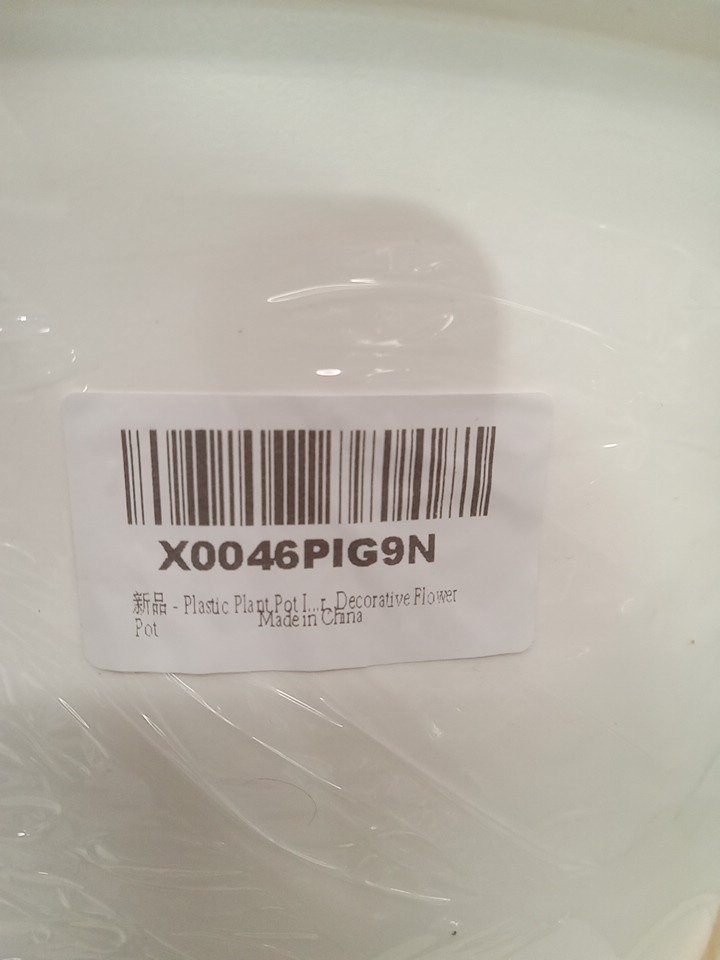 X0046PIG9N
新品 - Plastic Plant Pot I...r, Decorative Flower
Made in China
Pot